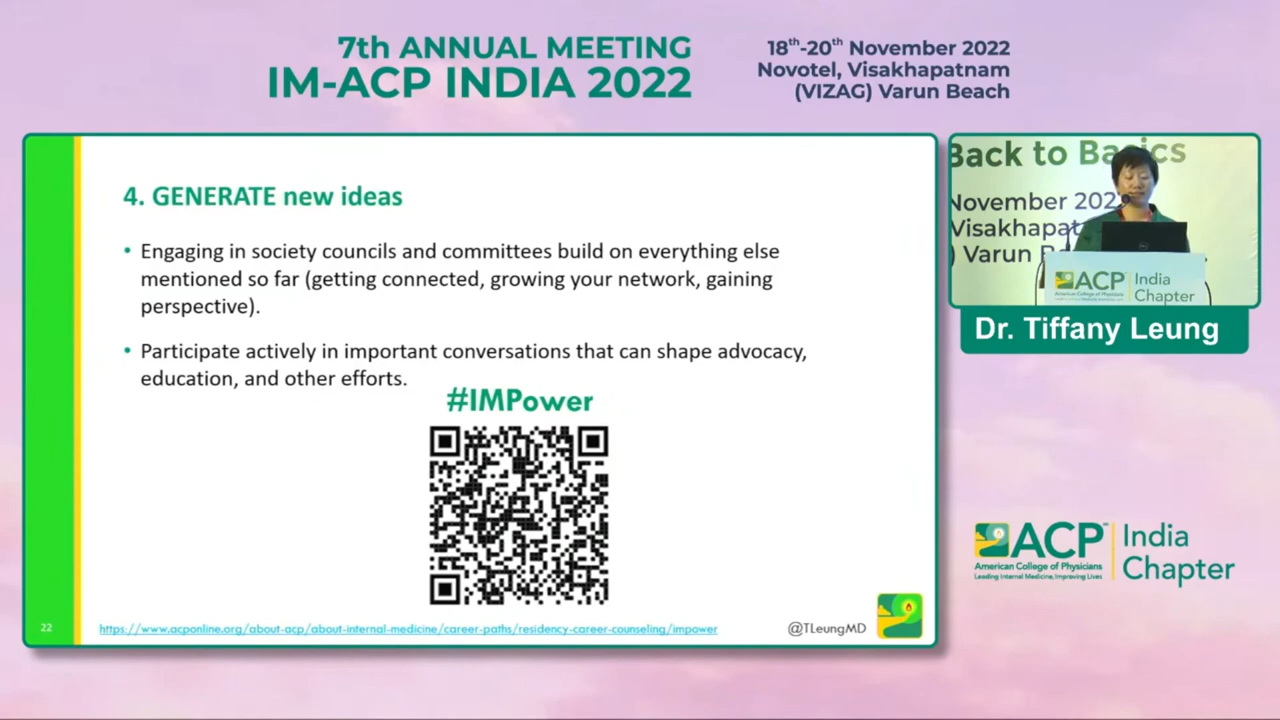 7th ANNUAL MEETING
IM-ACP INDIA 2022
18th-20th November 2022
Novotel, Visakhapatnam
(VIZAG) Varun Beach
4. GENERATE new ideas
• Engaging in society councils and committees build on everything else
mentioned so far (getting connected, growing your network, gaining
perspective).
• Participate actively in important conversations that can shape advocacy,
education, and other efforts.
#IMPower
22
https://www.acponline.org/about-acp/about-internal-medicine/career-paths/residency-career-counseling/impower
@TLeungMD
Back to Basics
November 202
Visakhapat
) Varun B
ACP India
American College of Physicians
Chapter
Dr. Tiffany Leung
ACP India
American College of Physicians
Leading Internal Medicine, Improving Lives
Chapter